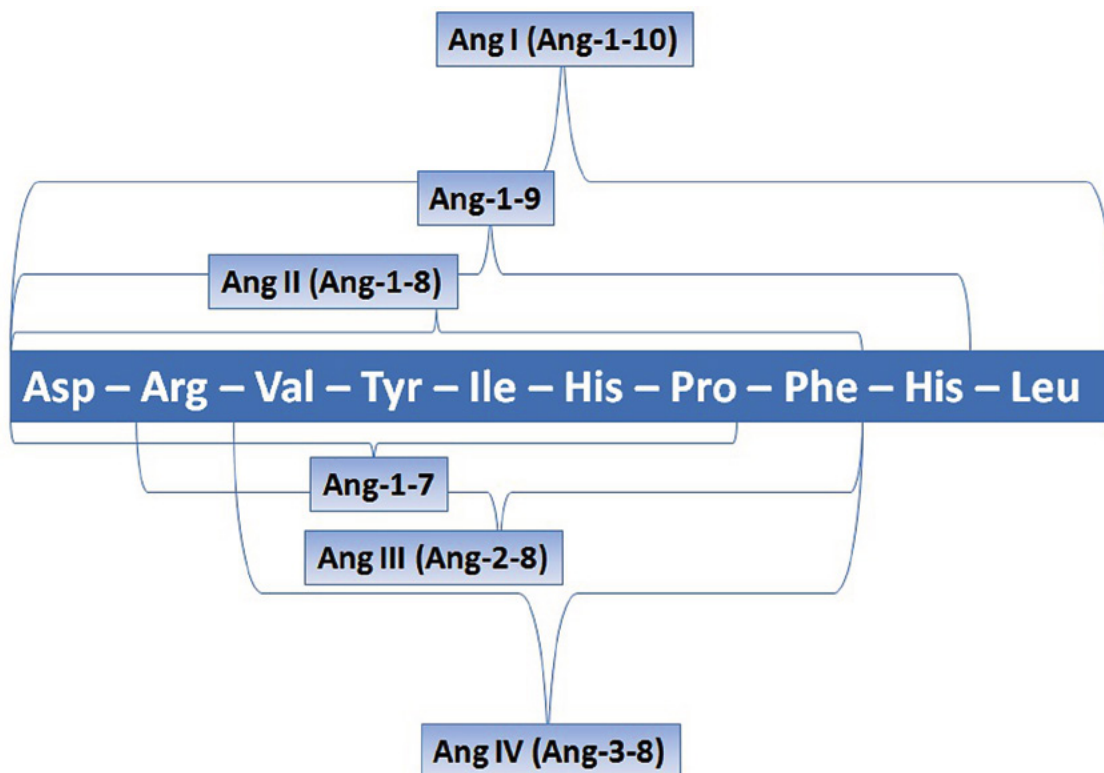 Ang I (Ang-1-10)
Ang-1-9
Ang II (Ang-1-8)
Asp – Arg – Val – Tyr – Ile – His – Pro – Phe – His – Leu
Ang-1-7
Ang III (Ang-2-8)
Ang IV (Ang-3-8)